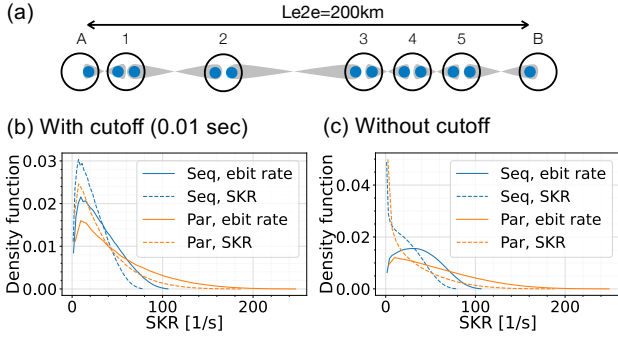 (a)
Le2e=200km
A 1 2 3 4 5 B
(b) With cutoff (0.01 sec)
Density function
0.03
0.02
0.01
0.00
Seq, ebit rate
Seq, SKR
Par, ebit rate
Par, SKR
0 100 200
SKR [1/s]
(c) Without cutoff
Density function
0.04
0.02
0.00
Seq, ebit rate
Seq, SKR
Par, ebit rate
Par, SKR
0 100 200
SKR [1/s]